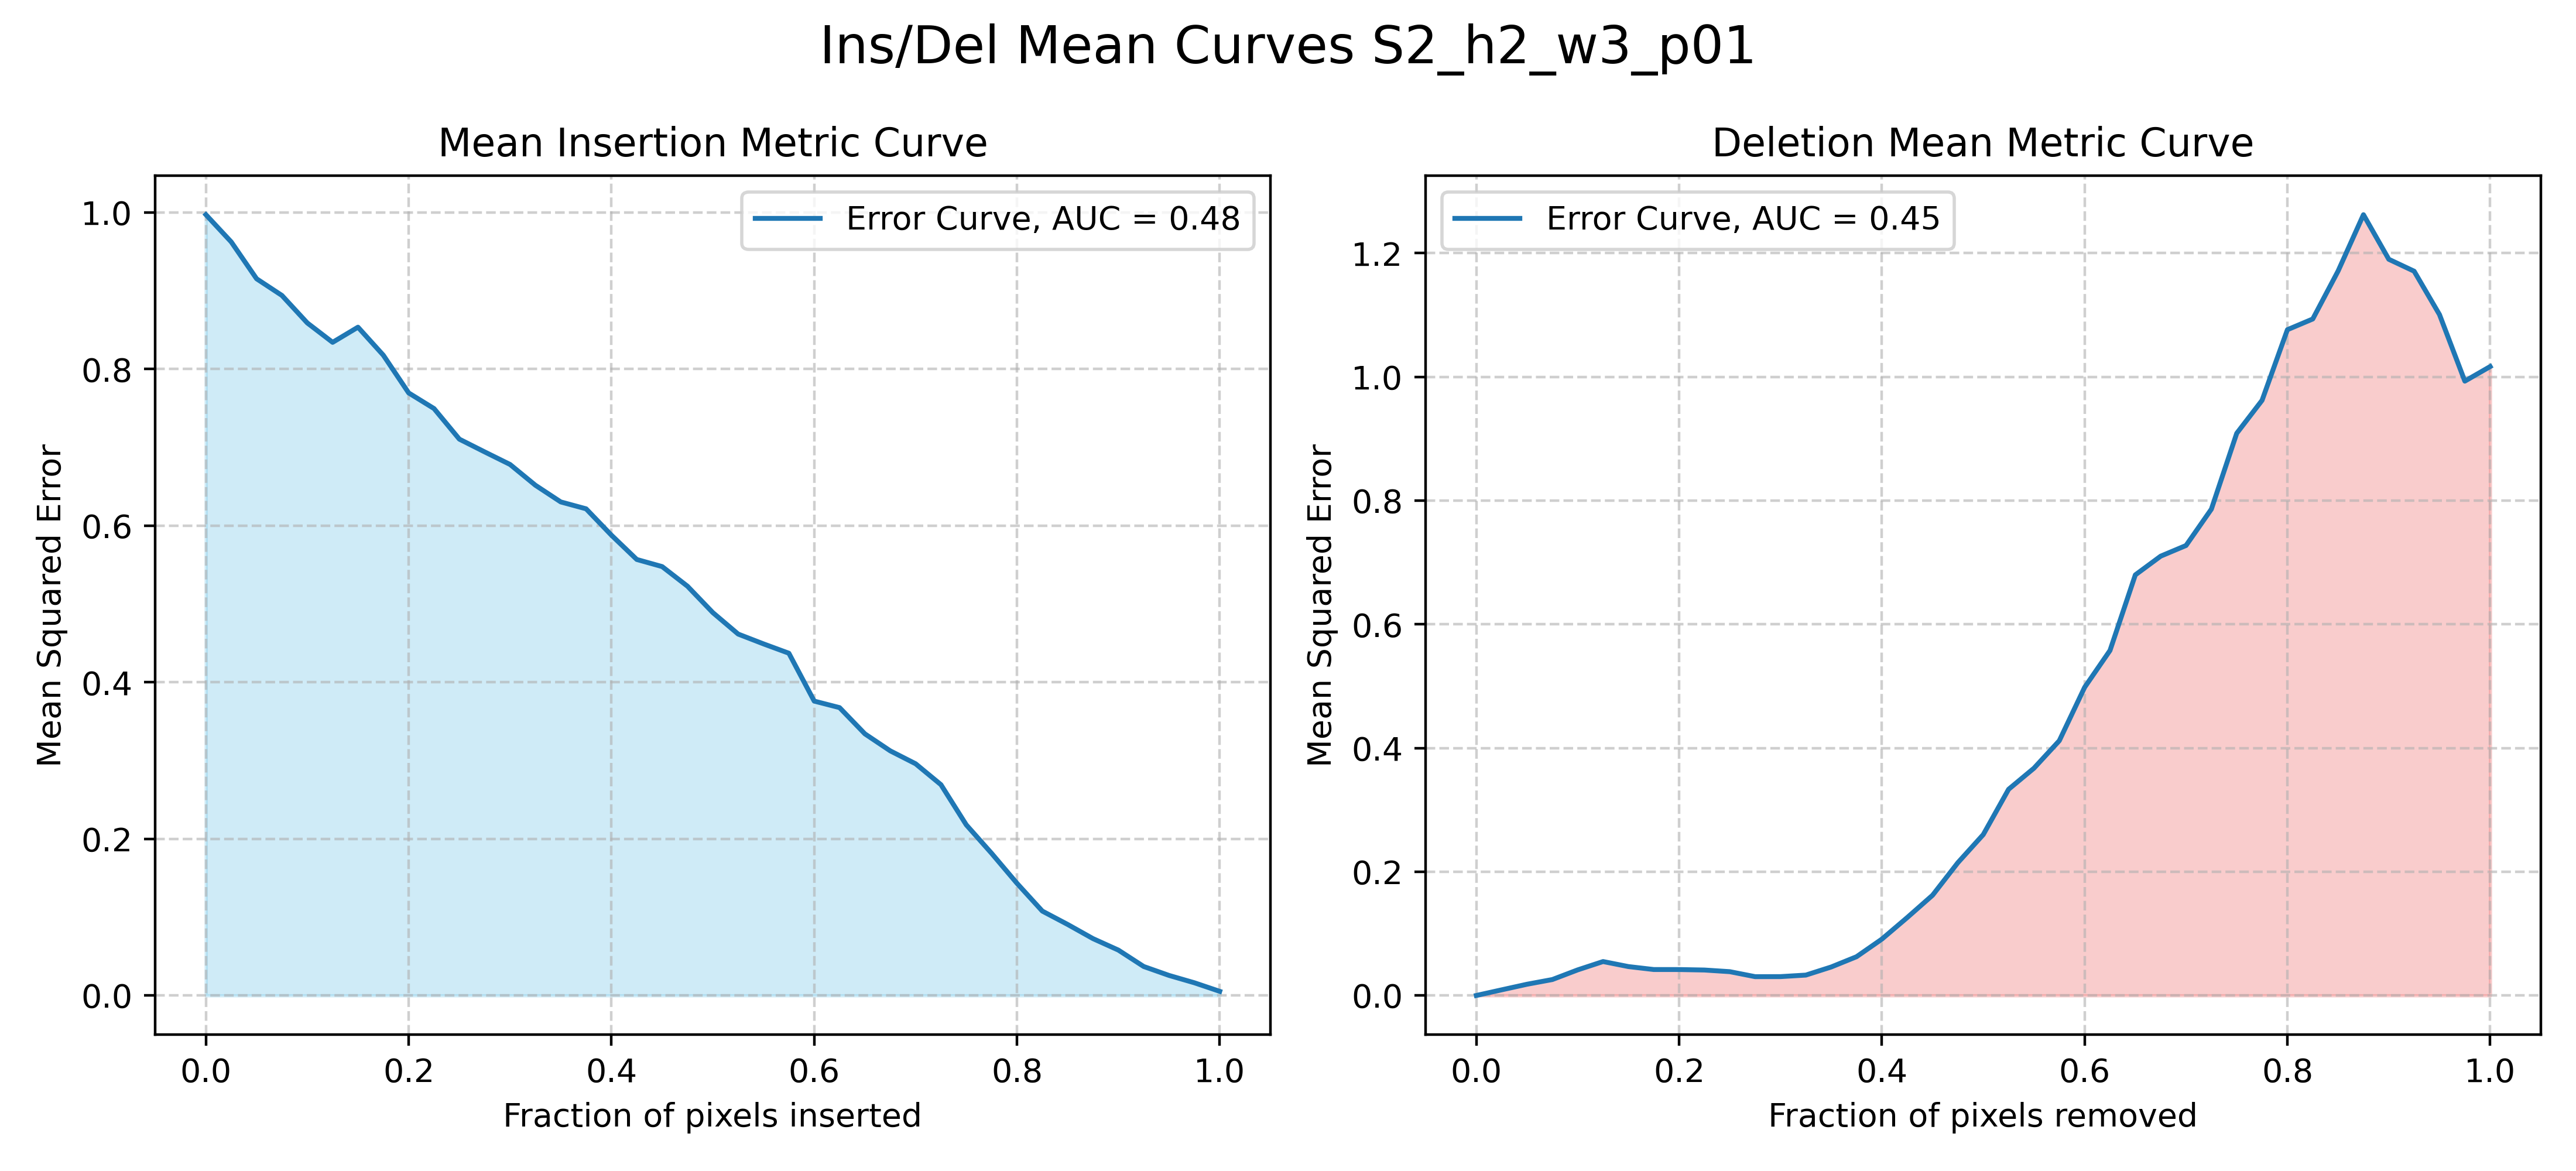 Ins/Del Mean Curves S2_h2_w3_p01
Mean Insertion Metric Curve
Error Curve, AUC = 0.48
Mean Squared Error
1.0
0.8
0.6
0.4
0.2
0.0
0.0 0.2 0.4 0.6 0.8 1.0
Fraction of pixels inserted
Deletion Mean Metric Curve
Error Curve, AUC = 0.45
Mean Squared Error
1.2
1.0
0.8
0.6
0.4
0.2
0.0
0.0 0.2 0.4 0.6 0.8 1.0
Fraction of pixels removed